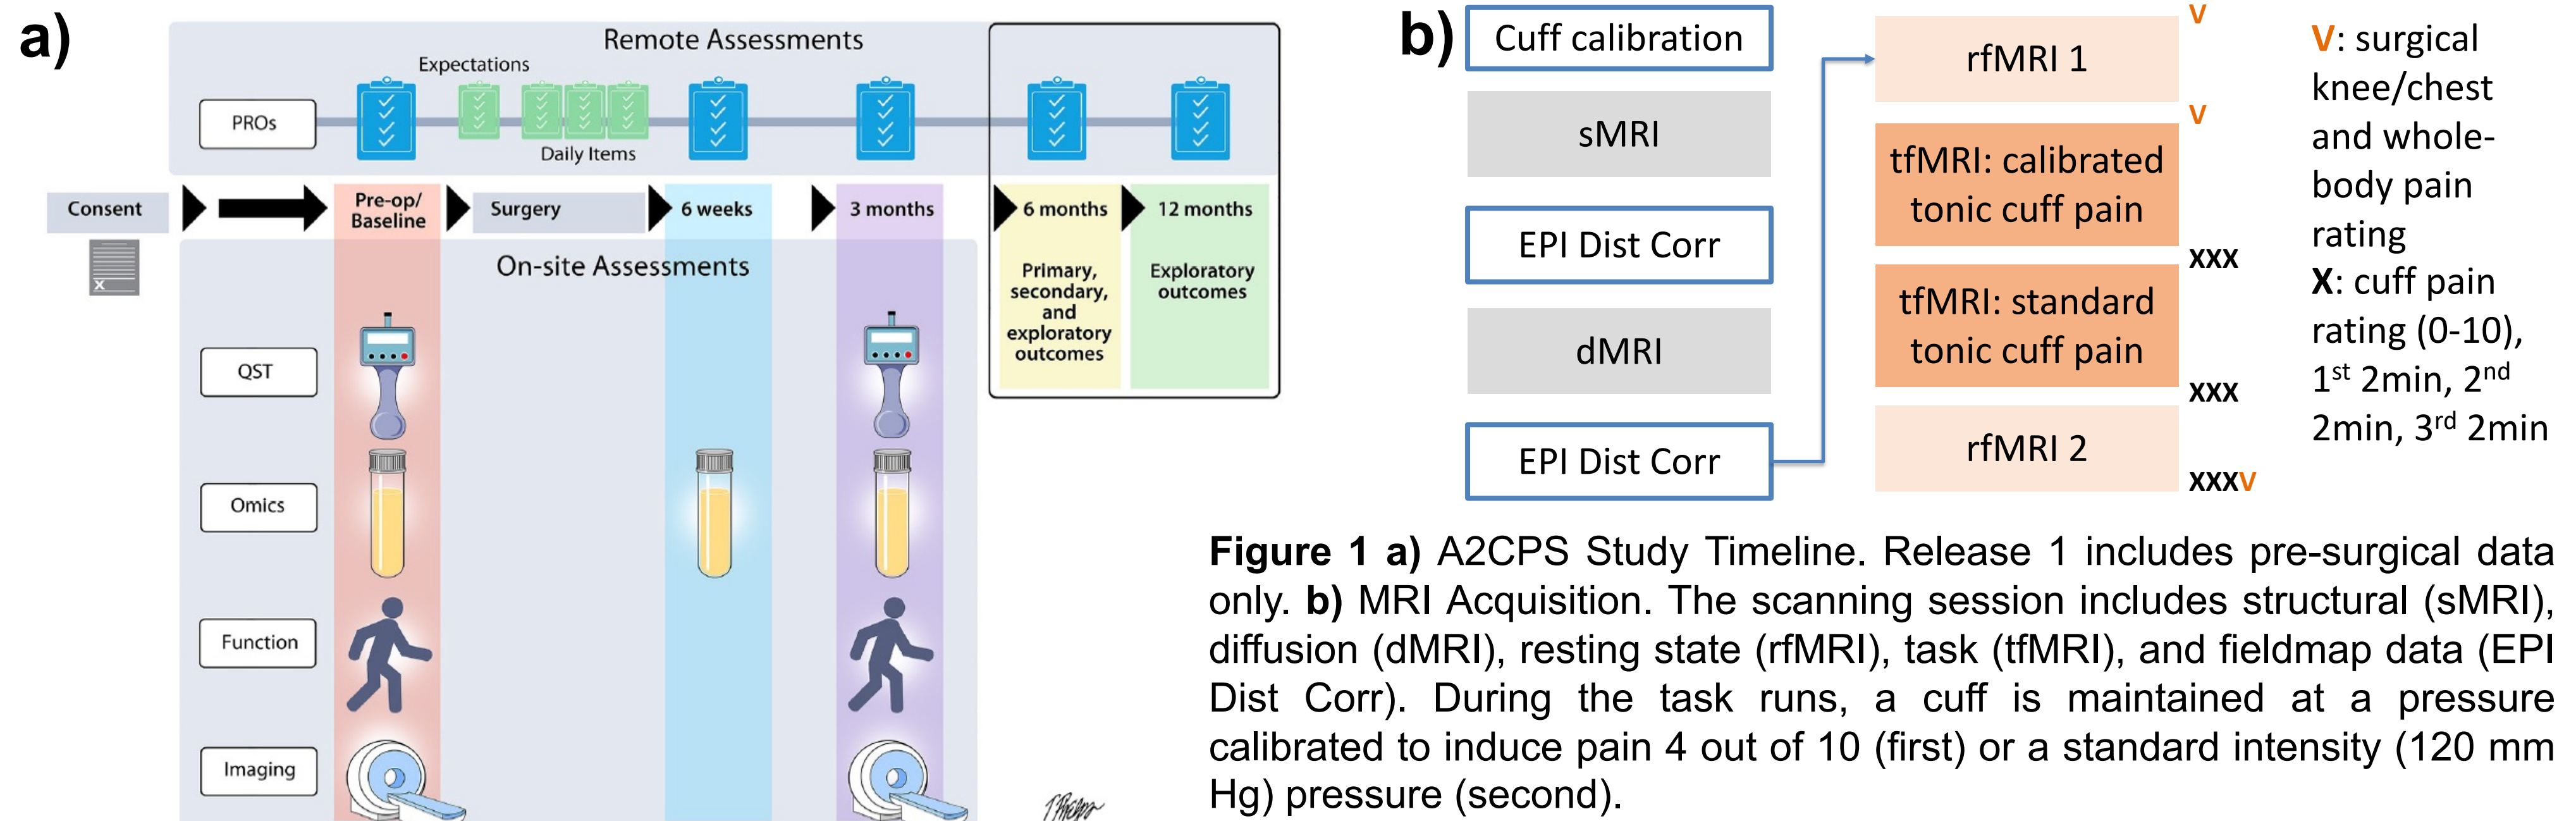 a)
Remote Assessments
Expectations
PROs
Daily Items
Consent
Pre-op/
Baseline
Surgery
6 weeks
3 months
6 months
12 months
X
On-site Assessments
Primary,
secondary,
and
exploratory
outcomes
Exploratory
outcomes
QST
Omics
Function
Imaging
b)
Cuff calibration
sMRI
EPI Dist Corr
dMRI
EPI Dist Corr
V
rfMRI 1
V
tfMRI: calibrated
tonic cuff pain
XXX
tfMRI: standard
tonic cuff pain
XXX
rfMRI 2
XXXV
V: surgical
knee/chest
and whole-
body pain
rating
X: cuff pain
rating (0-10),
1st 2min, 2nd
2min, 3rd 2min
Figure 1 a) A2CPS Study Timeline. Release 1 includes pre-surgical data
only. b) MRI Acquisition. The scanning session includes structural (sMRI),
diffusion (dMRI), resting state (rfMRI), task (tfMRI), and fieldmap data (EPI
Dist Corr). During the task runs, a cuff is maintained at a pressure
calibrated to induce pain 4 out of 10 (first) or a standard intensity (120 mm
Hg) pressure (second).